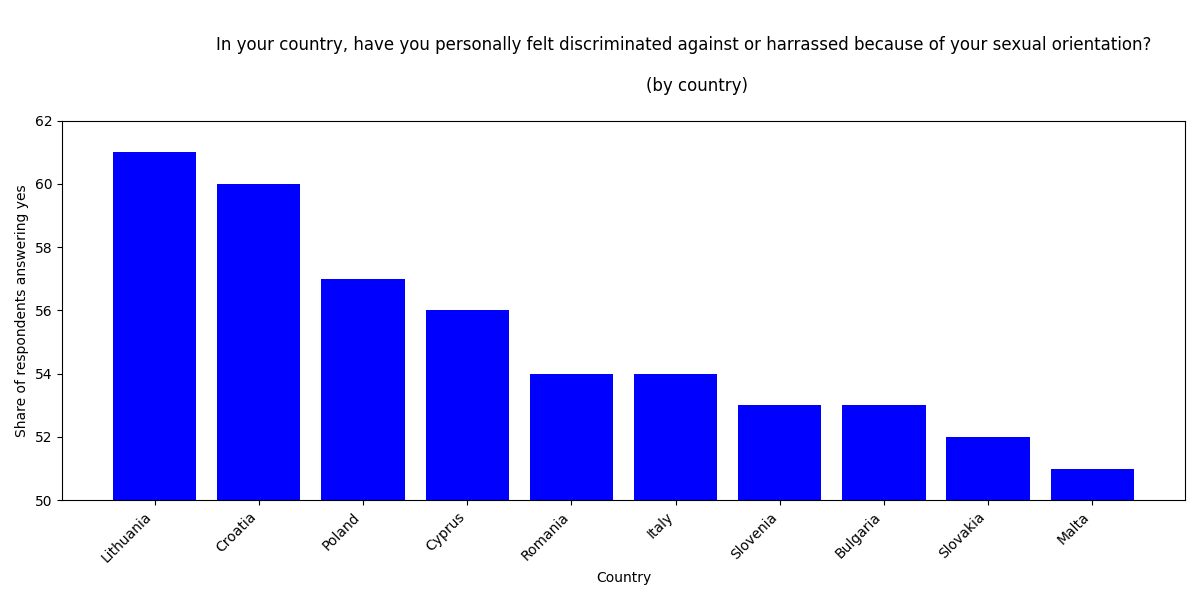 In your country, have you personally felt discriminated against or harrassed because of your sexual orientation?
(by country)
62
60
58
56
54
52
50
Share of respondents answering yes
Lithuania
Croatia
Poland
Cyprus
Romania
Italy
Slovenia
Bulgaria
Slovakia
Malta
Country